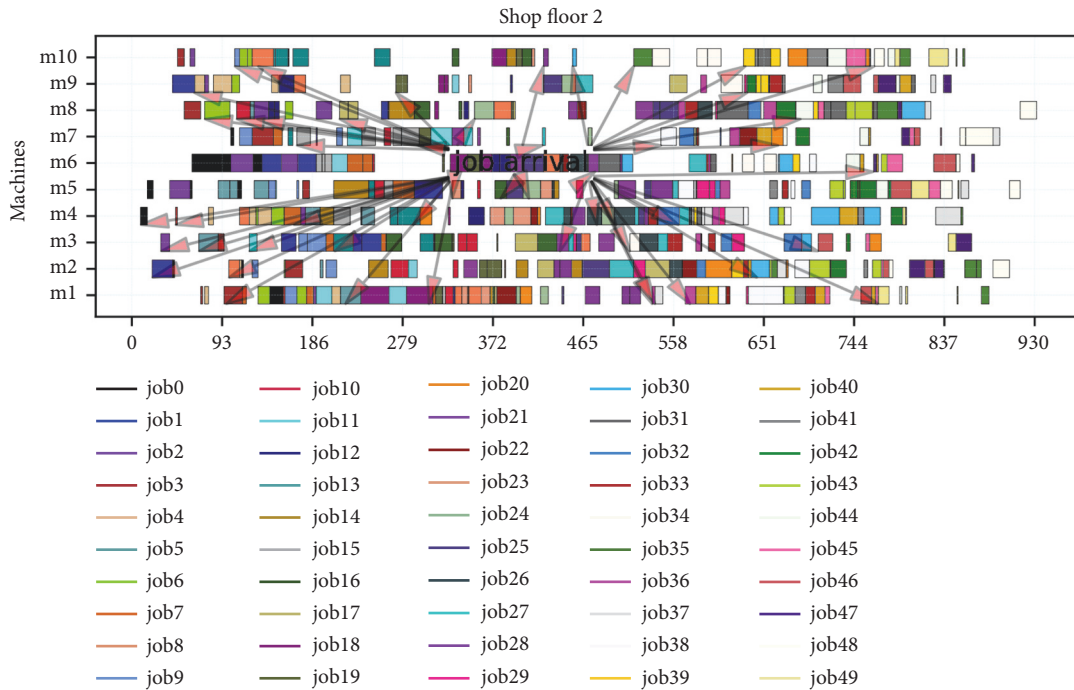 Shop floor 2
Machines
m10
m9
m8
m7
m6
m5
m4
m3
m2
m1
job arrival
0 93 186 279 372 465 558 651 744 837 930
job0 job10 job20 job30 job40
job1 job11 job21 job31 job41
job2 job12 job22 job32 job42
job3 job13 job23 job33 job43
job4 job14 job24 job34 job44
job5 job15 job25 job35 job45
job6 job16 job26 job36 job46
job7 job17 job27 job37 job47
job8 job18 job28 job38 job48
job9 job19 job29 job39 job49